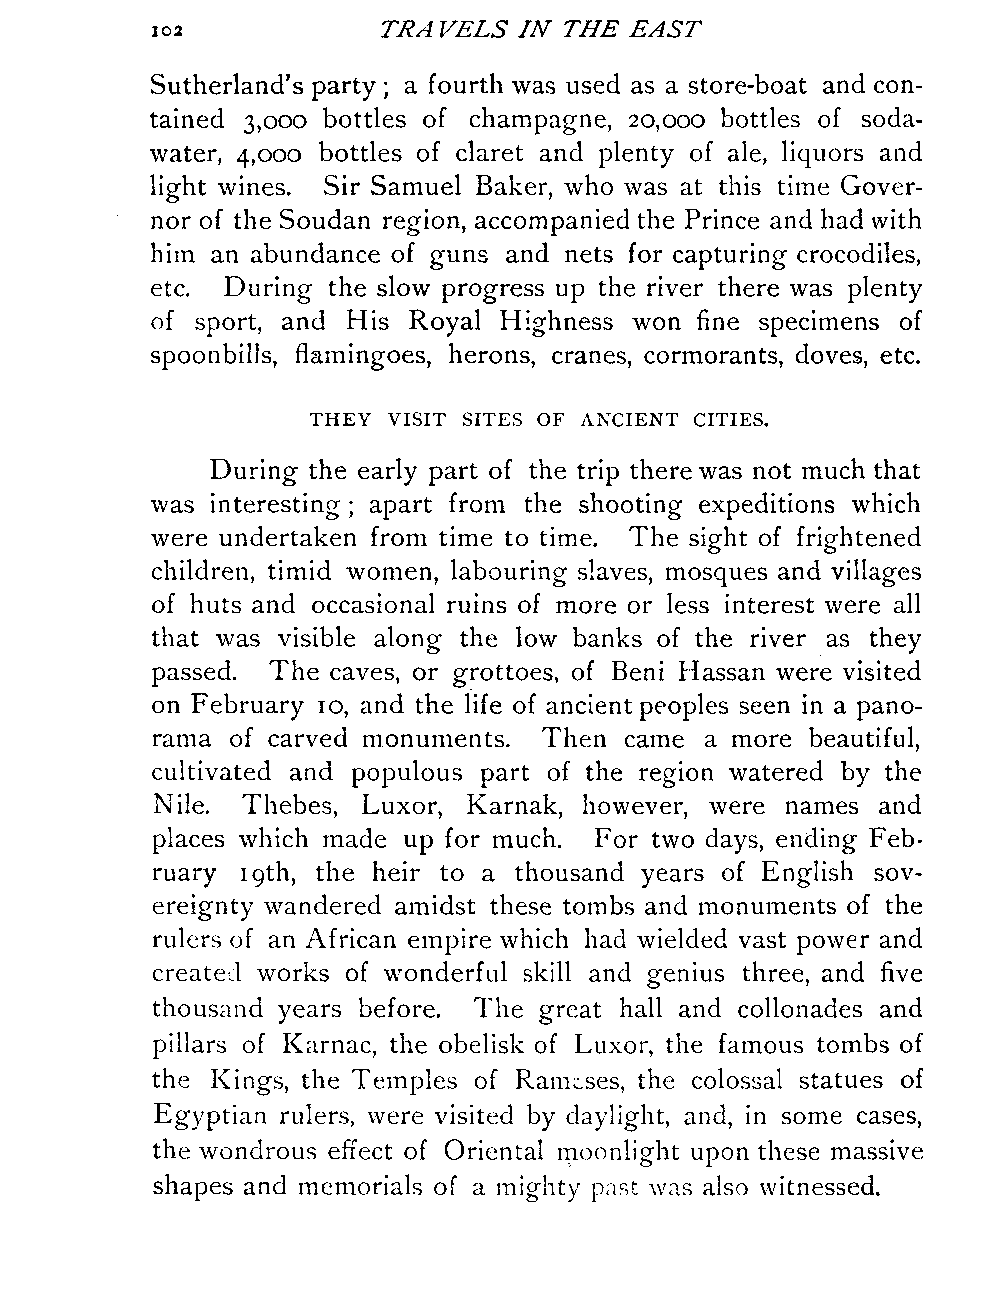 102 TRAVELS IN THE EAST
Sutherland's party; a fourth was used as a store-boat and con-
tained 3,000 bottles of champagne, 20,000 bottles of soda-
water, 4,000 bottles of claret and plenty of ale, liquors and
light wines. Sir Samuel Baker, who was at this time Gover-
nor of the Soudan region, accompanied the Prince and had with
him an abundance of guns and nets for capturing crocodiles,
etc. During the slow progress up the river there was plenty
of sport, and His Royal Highness won fine specimens of
spoonbills, flamingoes, herons, cranes, cormorants, doves, etc.
THEY VISIT SITES OF ANCIENT CITIES.
During the early part of the trip there was not much that
was interesting; apart from the shooting expeditions which
were undertaken from time to time. The sight of frightened
children, timid women, labouring slaves, mosques and villages
of huts and occasional ruins of more or less interest were all
that was visible along the low banks of the river as they
passed. The caves, or grottoes, of Beni Hassan were visited
on February 10, and the life of ancient peoples seen in a pano-
rama of carved monuments. Then came a more beautiful,
cultivated and populous part of the region watered by the
Nile. Thebes, Luxor, Karnak, however, were names and
places which made up for much. For two days, ending Feb-
ruary 19th, the heir to a thousand years of English sov-
ereignty wandered amidst these tombs and monuments of the
rulers of an African empire which had wielded vast power and
created works of wonderful skill and genius three, and five
thousand years before. The great hall and collonades and
pillars of Karnac, the obelisk of Luxor, the famous tombs of
the Kings, the Temples of Rameses, the colossal statues of
Egyptian rulers, were visited by daylight, and, in some cases,
the wondrous effect of Oriental moonlight upon these massive
shapes and memorials of a mighty past was also witnessed.